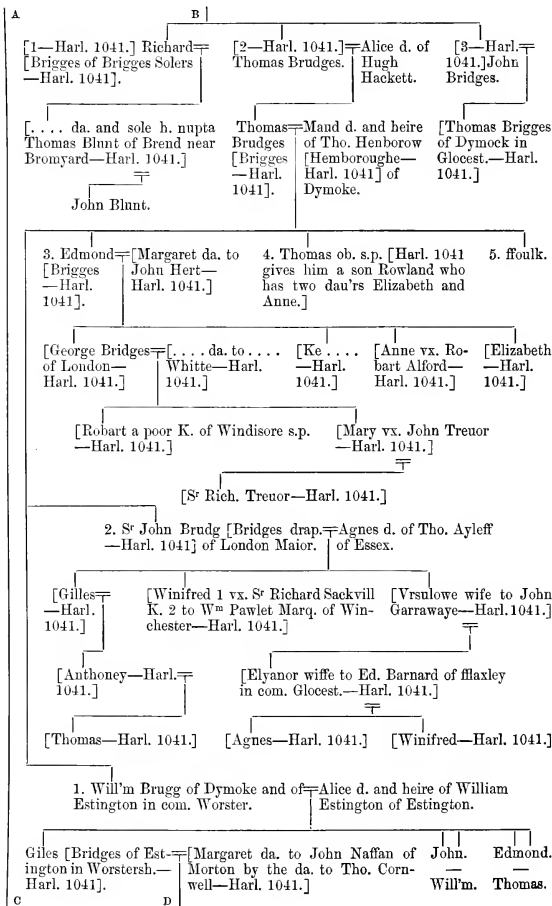 A
B
[1—Harl. 1041.] Richard
[Brigges of Brigges Solers
—Harl. 1041].
[2—Harl. 1041.]
Thomas Brudges.
Alice d. of
Hugh
Hackett.
[3—Harl.
1041.] John
Bridges.
[.... da. and sole h. nupta
Thomas Blunt of Brend near
Bromyard—Harl. 1041.]
John Blunt.
Thomas
Brudges
[Brigges
—Harl.
1041].
Maud d. and heire
of Tho. Henborow
[Hemboroughe—
Harl. 1041] of
Dymoke.
[Thomas Brigges
of Dymock in
Glocest.—Harl.
1041.]
3. Edmond
[Brigges
—Harl.
1041].
[Margaret da. to
John Hert—
Harl. 1041.]
4. Thomas ob. s.p. [Harl. 1041
gives him a son Rowland who
has two dau'rs Elizabeth and
Anne.]
5. ffoulk.
[George Bridges
of London—
Harl. 1041.]
[.... da. to ....
Whitte—Harl.
1041.]
[Ke ....
—Harl.
1041.]
[Anne vx. Ro-
bart Alford—
Harl. 1041.]
[Elizabeth
—Harl.
1041.]
[Robart a poor K. of Windisore s.p.
—Harl. 1041.]
[Mary vx. John Treuor
—Harl. 1041.]
[Sʳ Rich. Treuor—Harl. 1041.]
2. Sʳ John Brudg [Bridges drap.
—Harl. 1041] of London Maior.
Agnes d. of Tho. Ayleff
of Essex.
[Gilles
—Harl.
1041.]
[Winifred 1 vx. Sʳ Richard Sackvill
K. 2 to Wᵐ Pawlet Marq. of Win-
chester—Harl. 1041.]
[Vrsulowe wife to John
Garrawaye—Harl. 1041.]
[Anthoney—Harl.
1041.]
[Elyanor wiffe to Ed. Barnard of fflaxley
in com. Glocest.—Harl. 1041.]
[Thomas—Harl. 1041.]
[Agnes—Harl. 1041.]
[Winifred—Harl. 1041.]
1. Will'm Brugg of Dymoke and of
Estington in com. Worster.
Alice d. and heire of William
Estington of Estington.
Giles [Bridges of Est-
ington in Worstersh.—
Harl. 1041].
[Margaret da. to John Naffan of
Morton by the da. to Tho. Corn-
well—Harl. 1041.]
John.
—
Will'm.
Edmond.
—
Thomas.
C
D